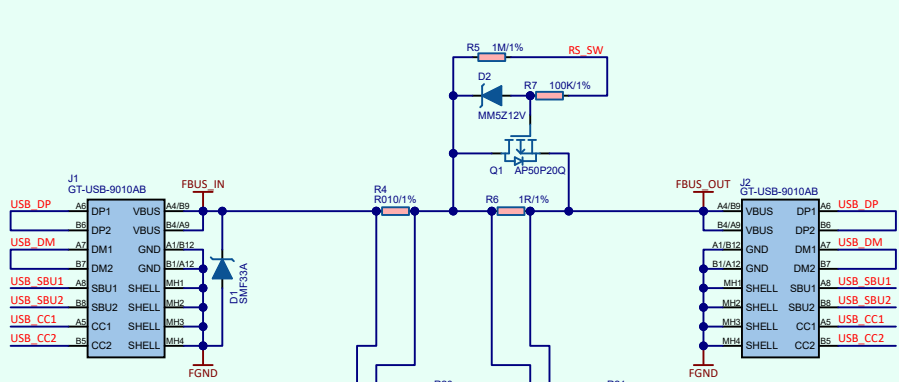 R5 1M/1% RS_SW
D2
R7 100K/1%
MM5Z12V
Q1 AP50P20Q
J1
GT-USB-9010AB
FBUS_IN
R4
R010/1%
R6 1R/1%
FBUS_OUT
J2
GT-USB-9010AB
USB_DP A6 DP1 VBUS A4/B9
B6 DP2 VBUS B4/A9
USB_DM A7 DM1 GND A1/B12
B7 DM2 GND B1/A12
USB_SBU1 A8 SBU1 SHELL MH1
USB_SBU2 B8 SBU2 SHELL MH2
USB_CC1 A5 CC1 SHELL MH3
USB_CC2 B5 CC2 SHELL MH4
D1
SMF33A
FGND
A4/B9 VBUS DP1 A6 USB_DP
B4/A9 VBUS DP2 B6
A1/B12 GND DM1 A7 USB_DM
B1/A12 GND DM2 B7
MH1 SHELL SBU1 A8 USB_SBU1
MH2 SHELL SBU2 B8 USB_SBU2
MH3 SHELL CC1 A5 USB_CC1
MH4 SHELL CC2 B5 USB_CC2
FGND